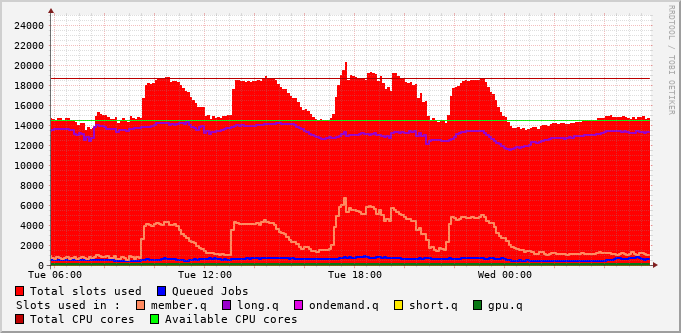 RRDTOOL / TOBI OETIKER
24000
22000
20000
18000
16000
14000
12000
10000
8000
6000
4000
2000
0
Tue 06:00 Tue 12:00 Tue 18:00 Wed 00:00
Total slots used Queued Jobs
Slots used in : member.q long.q ondemand.q short.q gpu.q
Total CPU cores Available CPU cores